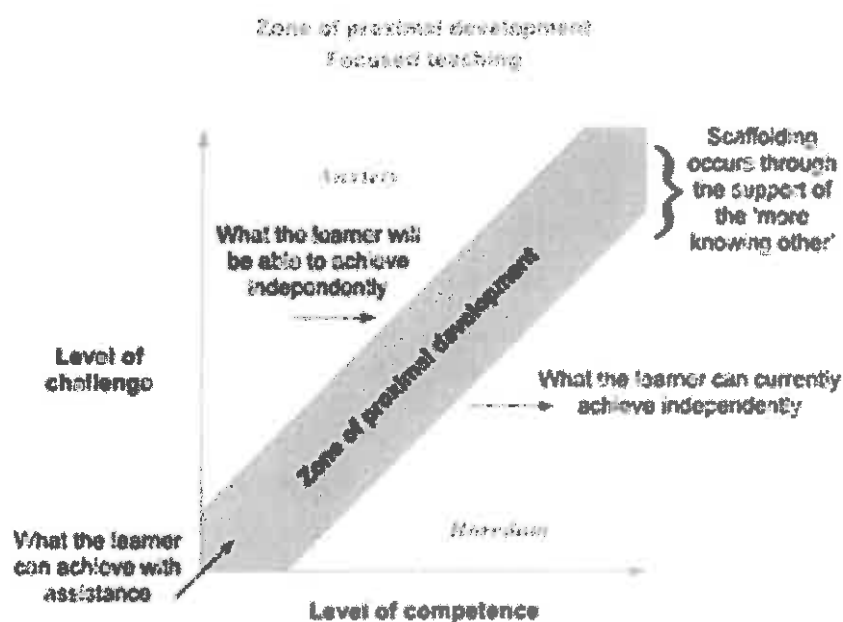 Zone of proximal development
Focused teaching
Scaffolding
occurs through
the support of
the 'more
knowing other'
Anxiety
What the learner will
be able to achieve
independently
Zone of proximal development
Level of
challenge
What the learner can currently
achieve independently
Boredom
What the learner
can achieve with
assistance
Level of competence